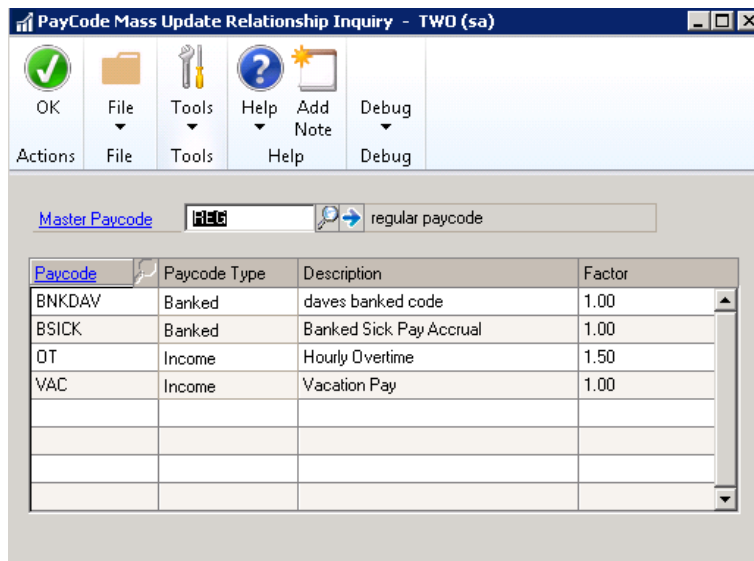 PayCode Mass Update Relationship Inquiry - TWO (sa)
OK File Tools Help Add Note Debug
Actions File Tools Help Debug
Master Paycode REG regular paycode
Paycode Paycode Type Description Factor
BNKDAV Banked daves banked code 1.00
BSICK Banked Banked Sick Pay Accrual 1.00
OT Income Hourly Overtime 1.50
VAC Income Vacation Pay 1.00